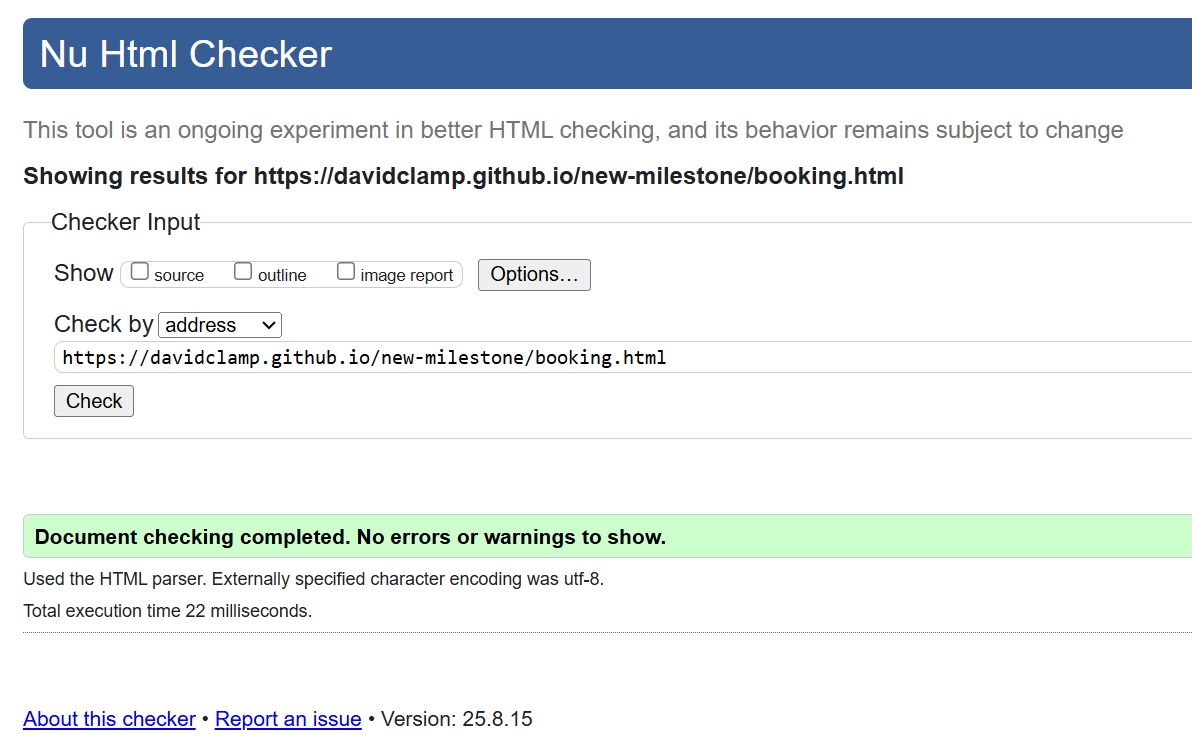 Nu Html Checker
This tool is an ongoing experiment in better HTML checking, and its behavior remains subject to change
Showing results for https://davidclamp.github.io/new-milestone/booking.html
Checker Input
Show source outline image report Options...
Check by address
https://davidclamp.github.io/new-milestone/booking.html
Check
Document checking completed. No errors or warnings to show.
Used the HTML parser. Externally specified character encoding was utf-8.
Total execution time 22 milliseconds.
About this checker • Report an issue • Version: 25.8.15